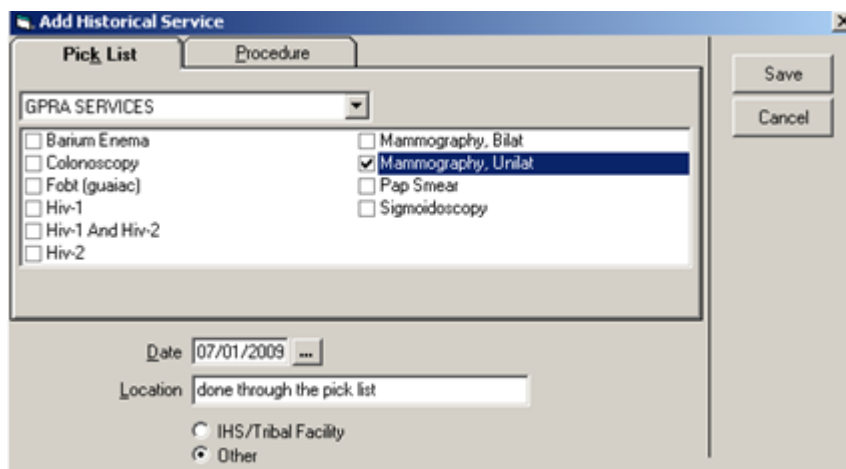 Add Historical Service
Pick List
Procedure
Save
Cancel
GPRA SERVICES
Barium Enema
Colonoscopy
Fobt (guaiac)
Hiv-1
Hiv-1 And Hiv-2
Hiv-2
Mammography, Bilat
Mammography, Unilat
Pap Smear
Sigmoidoscopy
Date 07/01/2009 ...
Location done through the pick list
IHS/Tribal Facility
Other